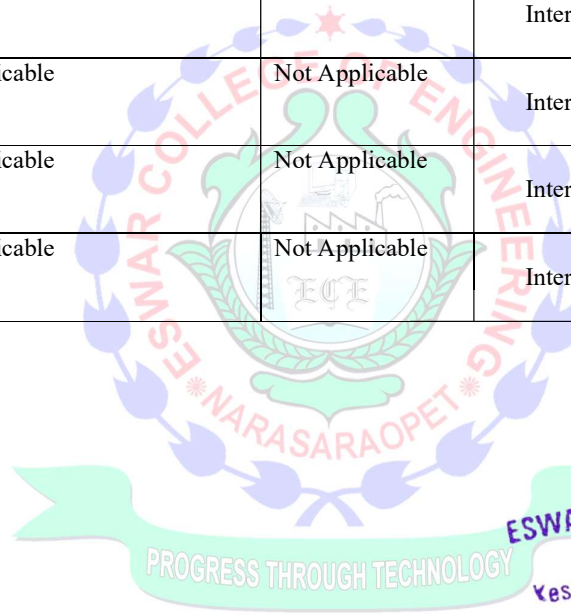 Inter
icable Not Applicable
Inter
icable Not Applicable
Inter
icable Not Applicable
Inter
ESWAR COLLEGE OF ENGINEERING
ECE
NARASARAOPET
PROGRESS THROUGH TECHNOLOGY
ESWA
Kes